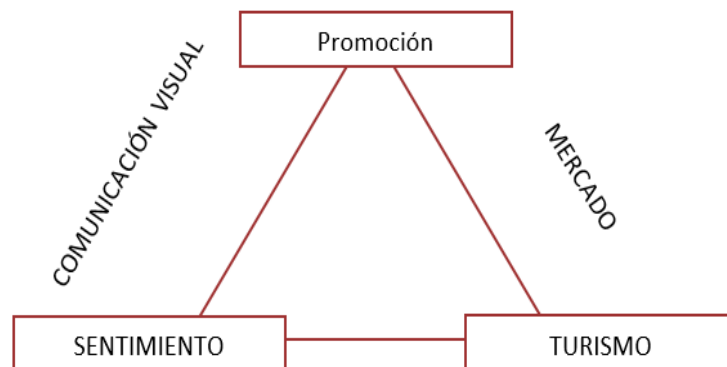 Promoción
COMUNICACIÓN VISUAL
MERCADO
SENTIMIENTO
TURISMO